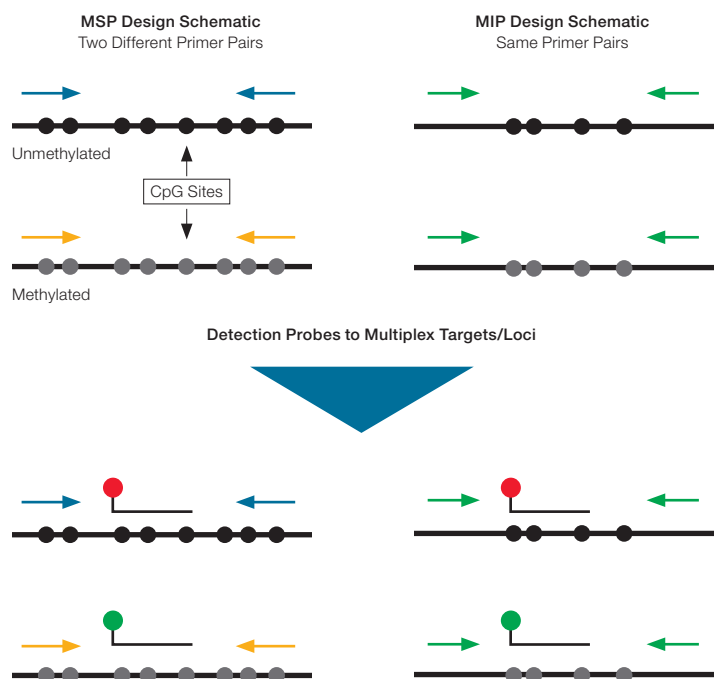 MSP Design Schematic
Two Different Primer Pairs
MIP Design Schematic
Same Primer Pairs
Unmethylated
CpG Sites
Methylated
Detection Probes to Multiplex Targets/Loci